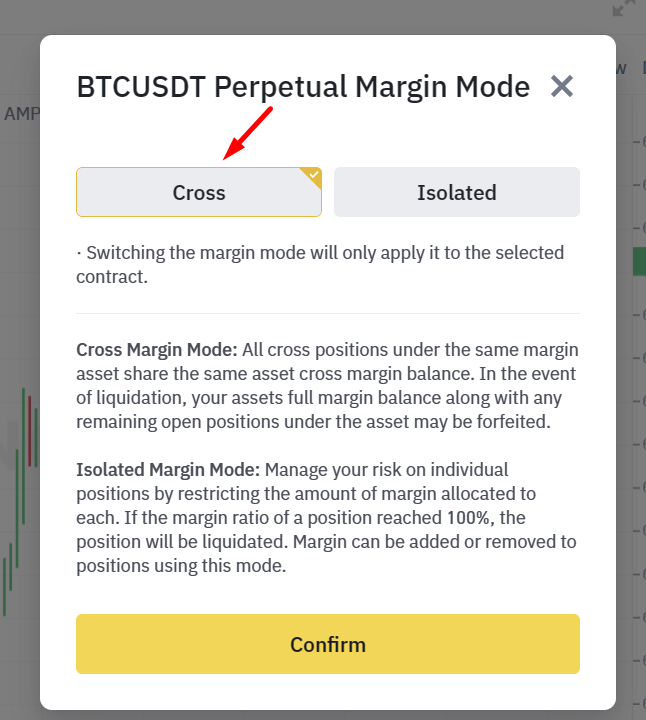 BTCUSDT Perpetual Margin Mode
AMP
Cross
Isolated
· Switching the margin mode will only apply it to the selected
contract.
Cross Margin Mode: All cross positions under the same margin
asset share the same asset cross margin balance. In the event
of liquidation, your assets full margin balance along with any
remaining open positions under the asset may be forfeited.
Isolated Margin Mode: Manage your risk on individual
positions by restricting the amount of margin allocated to
each. If the margin ratio of a position reached 100%, the
position will be liquidated. Margin can be added or removed to
positions using this mode.
Confirm